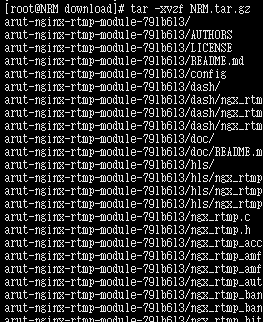 [root@NRM download]# tar -xvzf NRM.tar.gz
arut-nginx-rtmp-module-791b613/
arut-nginx-rtmp-module-791b613/AUTHORS
arut-nginx-rtmp-module-791b613/LICENSE
arut-nginx-rtmp-module-791b613/README.md
arut-nginx-rtmp-module-791b613/config
arut-nginx-rtmp-module-791b613/dash/
arut-nginx-rtmp-module-791b613/dash/ngx_rtm
arut-nginx-rtmp-module-791b613/dash/ngx_rtm
arut-nginx-rtmp-module-791b613/doc/
arut-nginx-rtmp-module-791b613/doc/README.m
arut-nginx-rtmp-module-791b613/hls/
arut-nginx-rtmp-module-791b613/hls/ngx_rtmp
arut-nginx-rtmp-module-791b613/hls/ngx_rtmp
arut-nginx-rtmp-module-791b613/hls/ngx_rtmp
arut-nginx-rtmp-module-791b613/ngx_rtmp.c
arut-nginx-rtmp-module-791b613/ngx_rtmp.h
arut-nginx-rtmp-module-791b613/ngx_rtmp_acc
arut-nginx-rtmp-module-791b613/ngx_rtmp_amf
arut-nginx-rtmp-module-791b613/ngx_rtmp_amf
arut-nginx-rtmp-module-791b613/ngx_rtmp_aut
arut-nginx-rtmp-module-791b613/ngx_rtmp_ban
arut-nginx-rtmp-module-791b613/ngx_rtmp_ban
arut-nginx-rtmp-module-791b613/ngx_rtmp_bit